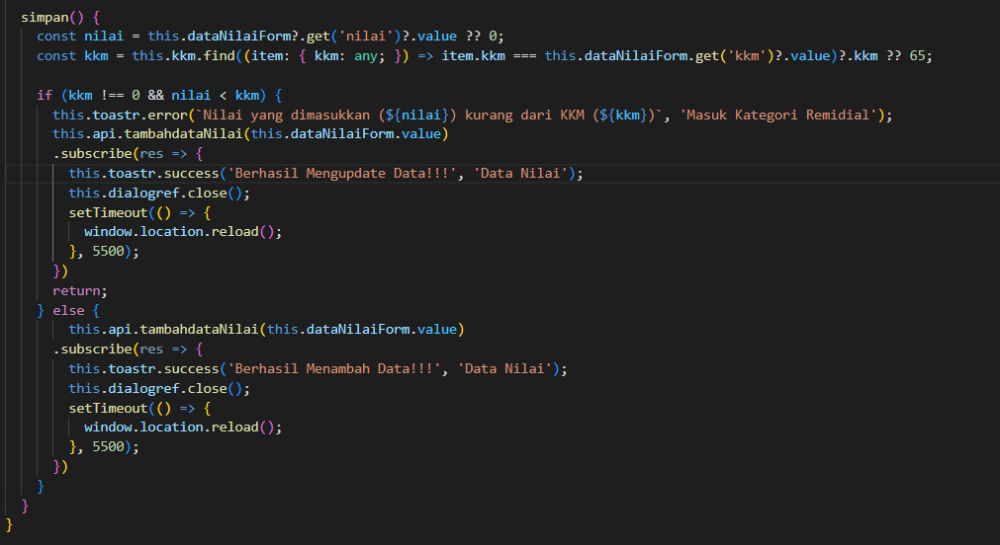 simpan() {
const nilai = this.dataNilaiForm?.get('nilai')?.value ?? 0;
const kkm = this.kkm.find((item: { kkm: any; }) => item.kkm === this.dataNilaiForm.get('kkm')?.value)?.kkm ?? 65;
if (kkm !== 0 && nilai < kkm) {
this.toastr.error(`Nilai yang dimasukkan (${nilai}) kurang dari KKM (${kkm})`, 'Masuk Kategori Remidial');
this.api.tambahdataNilai(this.dataNilaiForm.value)
.subscribe(res => {
this.toastr.success('Berhasil Mengupdate Data!!!', 'Data Nilai');
this.dialogref.close();
setTimeout(() => {
window.location.reload();
}, 5500);
})
return;
} else {
this.api.tambahdataNilai(this.dataNilaiForm.value)
.subscribe(res => {
this.toastr.success('Berhasil Menambah Data!!!', 'Data Nilai');
this.dialogref.close();
setTimeout(() => {
window.location.reload();
}, 5500);
})
}
}
}